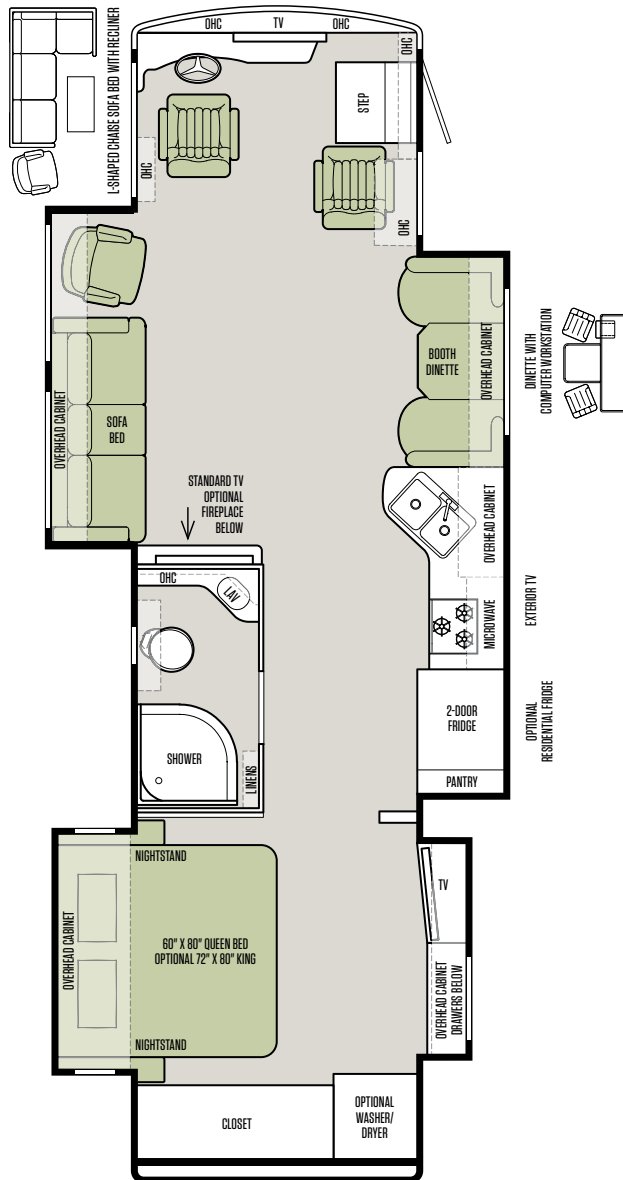 OHC
TV
OHC
L-SHAPED CHAISE SOFA BED WITH RECLINER
OHC
STEP
OHC
OHC
OVERHEAD CABINET
SOFA
BED
BOOTH
DINETTE
OVERHEAD CABINET
DINETTE WITH
COMPUTER WORKSTATION
STANDARD TV
OPTIONAL
FIREPLACE
BELOW
OVERHEAD CABINET
OHC
LAV
MICROWAVE
EXTERIOR TV
SHOWER
LINENS
2-DOOR
FRIDGE
OPTIONAL
RESIDENTIAL FRIDGE
PANTRY
NIGHTSTAND
OVERHEAD CABINET
60" X 80" QUEEN BED
OPTIONAL 72" X 80" KING
NIGHTSTAND
TV
OVERHEAD CABINET
DRAWERS BELOW
CLOSET
OPTIONAL
WASHER/
DRYER